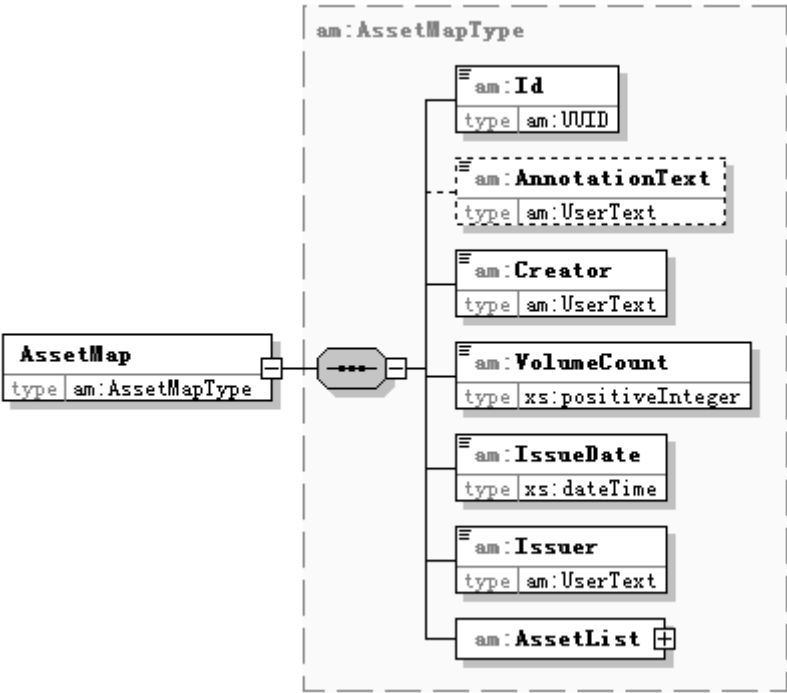 am:AssetMapType
am:Id
type am:UUID
am:AnnotationText
type am:UserText
am:Creator
type am:UserText
AssetMap
type am:AssetMapType
am:VolumeCount
type xs:positiveInteger
am:IssueDate
type xs:dateTime
am:Issuer
type am:UserText
am:AssetList